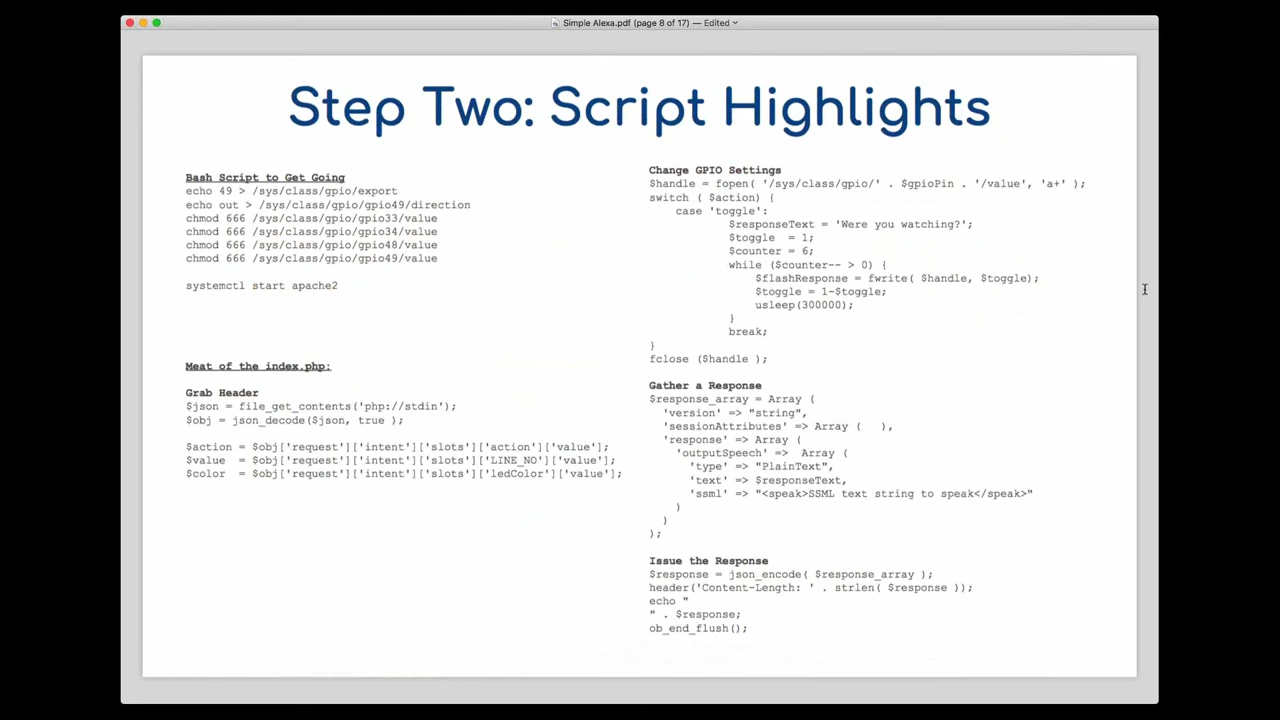 Simple Alexa.pdf (page 8 of 17) — Edited
Step Two: Script Highlights
Bash Script to Get Going
echo 49 > /sys/class/gpio/export
echo out > /sys/class/gpio/gpio49/direction
chmod 666 /sys/class/gpio/gpio33/value
chmod 666 /sys/class/gpio/gpio34/value
chmod 666 /sys/class/gpio/gpio48/value
chmod 666 /sys/class/gpio/gpio49/value
systemctl start apache2
Meat of the index.php:
Grab Header
$json = file_get_contents('php://stdin');
$obj = json_decode($json, true );
$action = $obj['request']['intent']['slots']['action']['value'];
$value  = $obj['request']['intent']['slots']['LINE_NO']['value'];
$color  = $obj['request']['intent']['slots']['ledColor']['value'];
Change GPIO Settings
$handle = fopen( '/sys/class/gpio/' . $gpioPin . '/value', 'a+' );
switch ( $action) {
case 'toggle':
$responseText = 'Were you watching?';
$toggle  = 1;
$counter = 6;
while ($counter-- > 0) {
$flashResponse = fwrite( $handle, $toggle);
$toggle = 1-$toggle;
usleep(300000);
}
break;
}
fclose ($handle );
Gather a Response
$response_array = Array (
'version' => "string",
'sessionAttributes' => Array (   ),
'response' => Array (
'outputSpeech' =>  Array (
'type' => "PlainText",
'text' => $responseText,
'ssml' => "<speak>SSML text string to speak</speak>"
)
)
);
Issue the Response
$response = json_encode( $response_array );
header('Content-Length: ' . strlen( $response ));
echo "
" . $response;
ob_end_flush();